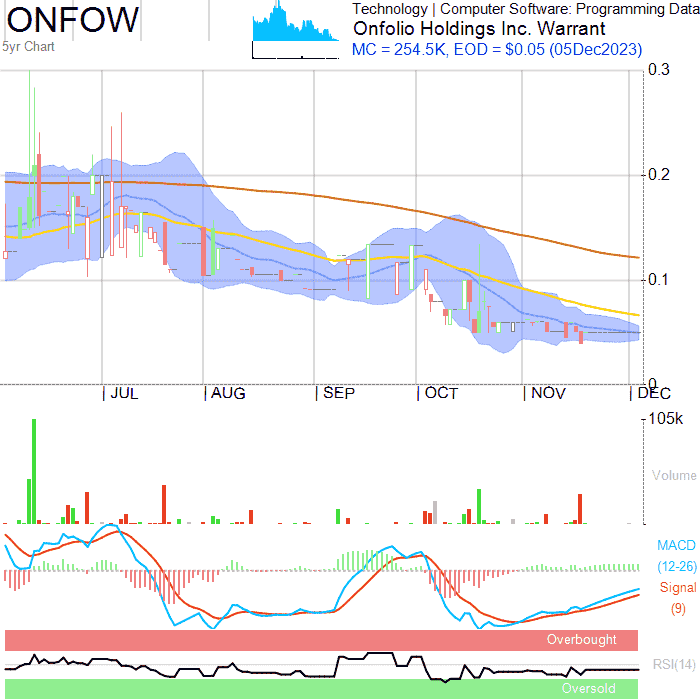 ONFOW
5yr Chart
Technology | Computer Software: Programming Data
Onfolio Holdings Inc. Warrant
MC = 254.5K, EOD = $0.05 (05Dec2023)
0.3
0.2
0.1
0
JUL AUG SEP OCT NOV DEC
105k
Volume
MACD
(12-26)
Signal
(9)
Overbought
RSI(14)
Oversold